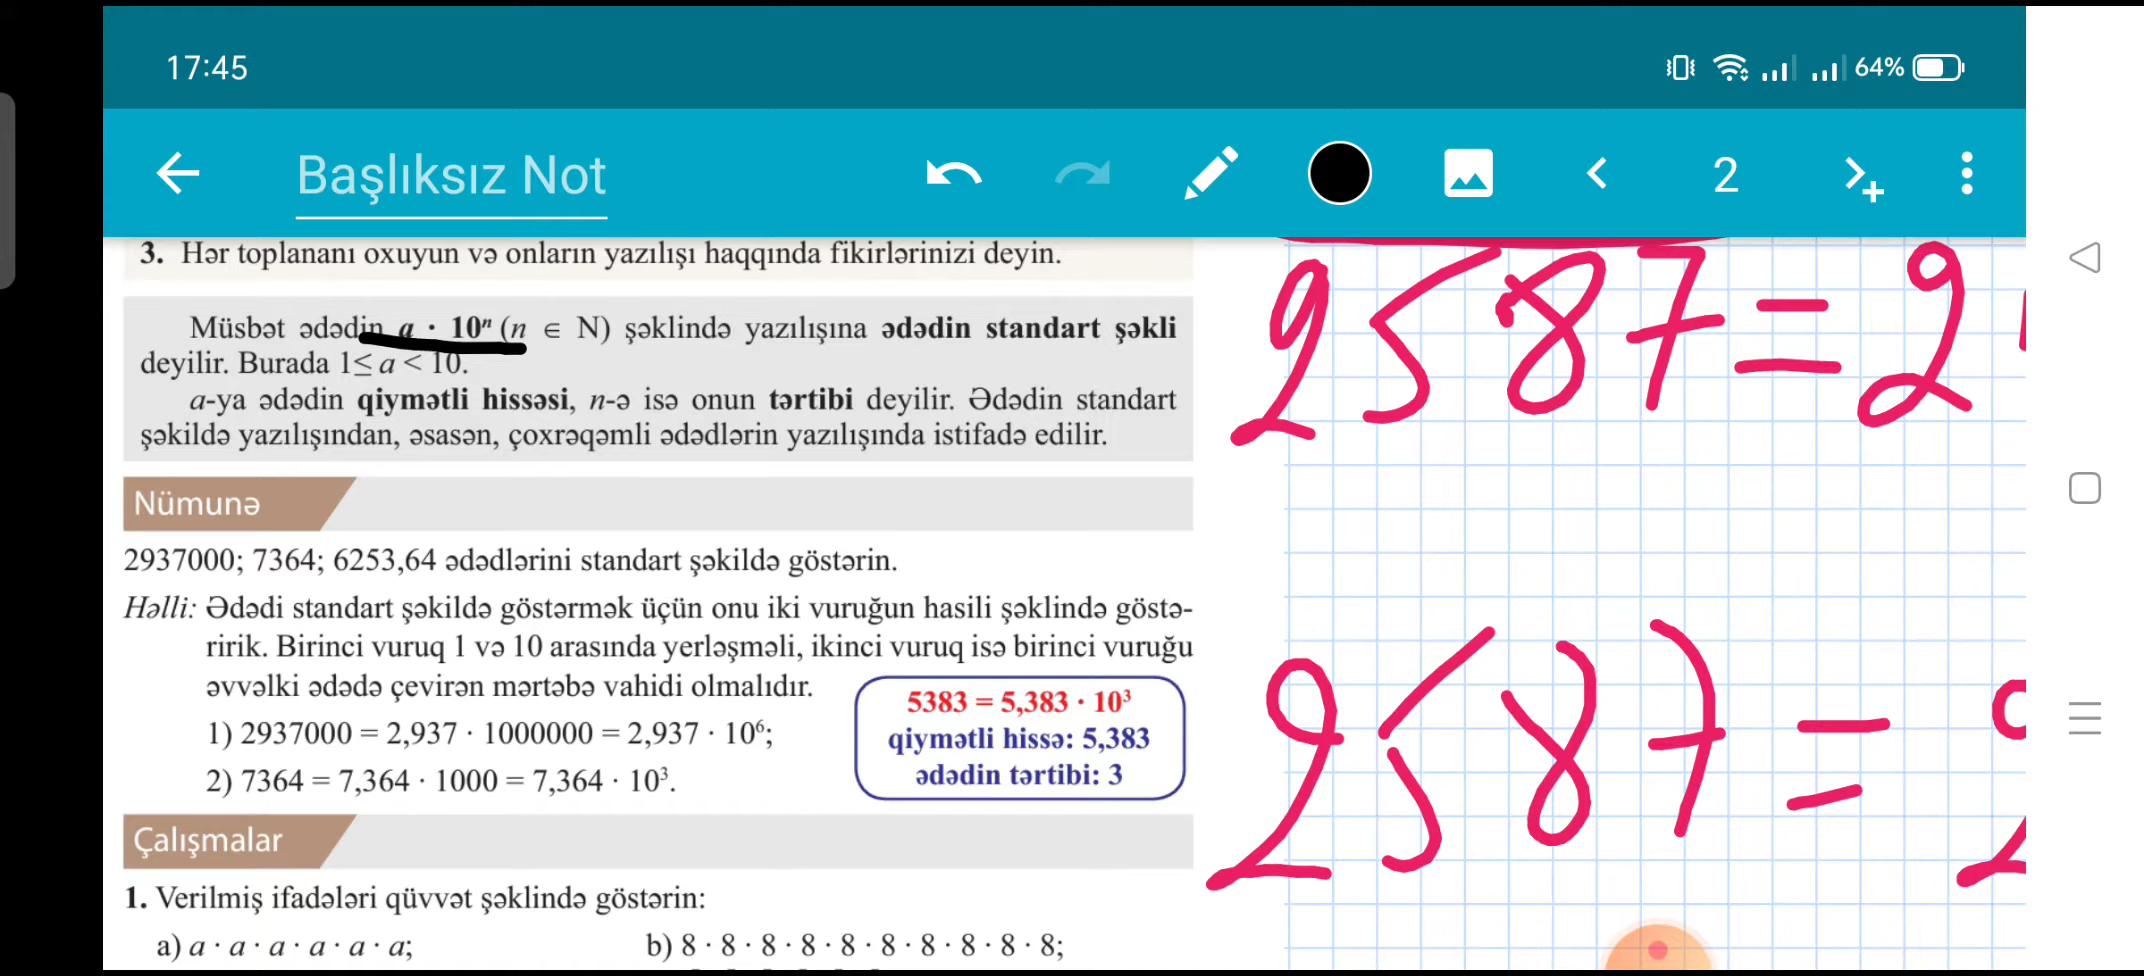 17:45
64%
Başlıksız Not
2
3. Hər toplananı oxuyun və onların yazılışı haqqında fikirlərinizi deyin.
Müsbət ədədin a · 10ⁿ (n ∈ N) şəklində yazılışına ədədin standart şəkli
deyilir. Burada 1≤ a < 10.
a-ya ədədin qiymətli hissəsi, n-ə isə onun tərtibi deyilir. Ədədin standart
şəkildə yazılışından, əsasən, çoxrəqəmli ədədlərin yazılışında istifadə edilir.
Nümunə
2937000; 7364; 6253,64 ədədlərini standart şəkildə göstərin.
Həlli: Ədədi standart şəkildə göstərmək üçün onu iki vuruğun hasili şəklində göstə-
ririk. Birinci vuruq 1 və 10 arasında yerləşməli, ikinci vuruq isə birinci vuruğu
əvvəlki ədədə çevirən mərtəbə vahidi olmalıdır.
1) 2937000 = 2,937 · 1000000 = 2,937 · 10⁶;
2) 7364 = 7,364 · 1000 = 7,364 · 10³.
5383 = 5,383 · 10³
qiymətli hissə: 5,383
ədədin tərtibi: 3
Çalışmalar
1. Verilmiş ifadələri qüvvət şəklində göstərin:
a) a · a · a · a · a · a;
b) 8 · 8 · 8 · 8 · 8 · 8 · 8 · 8 · 8 · 8;
2587=2
2587=